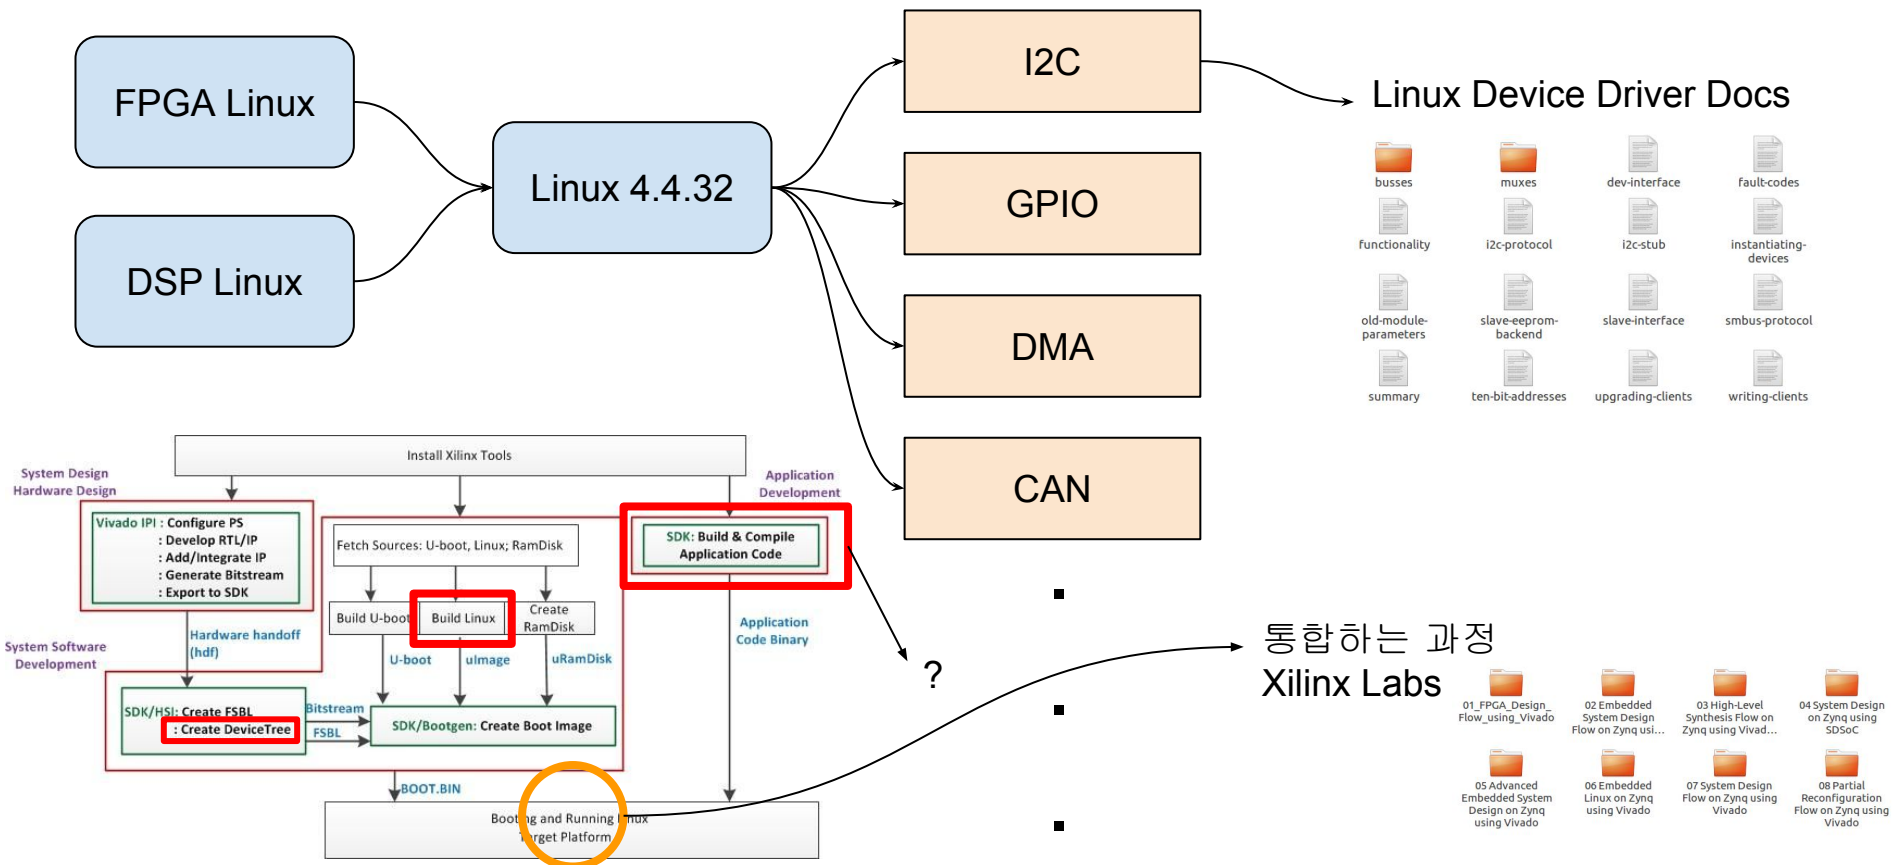 FPGA Linux
DSP Linux
Linux 4.4.32
I2C
GPIO
DMA
CAN
Linux Device Driver Docs
busses
muxes
dev-interface
fault-codes
functionality
i2c-protocol
i2c-stub
instantiating-
devices
old-module-
parameters
slave-eeprom-
backend
slave-interface
smbus-protocol
summary
ten-bit-addresses
upgrading-clients
writing-clients
Install Xilinx Tools
System Design
Hardware Design
Application
Development
Vivado IPI : Configure PS
: Develop RTL/IP
: Add/Integrate IP
: Generate Bitstream
: Export to SDK
Fetch Sources: U-boot, Linux; RamDisk
SDK: Build & Compile
Application Code
Build U-boot
Build Linux
Create
RamDisk
Hardware handoff
(hdf)
System Software
Development
U-boot
uImage
uRamDisk
Application
Code Binary
SDK/HSI: Create FSBL
: Create DeviceTree
Bitstream
FSBL
SDK/Bootgen: Create Boot Image
BOOT.BIN
Booting and Running Linux
Target Platform
?
통합하는 과정
Xilinx Labs
01_FPGA_Design_
Flow_using_Vivado
02 Embedded
System Design
Flow on Zynq usi...
03 High-Level
Synthesis Flow on
Zynq using Vivad...
04 System Design
on Zynq using
SDSoC
05 Advanced
Embedded System
Design on Zynq
using Vivado
06 Embedded
Linux on Zynq
using Vivado
07 System Design
Flow on Zynq using
Vivado
08 Partial
Reconfiguration
Flow on Zynq using
Vivado